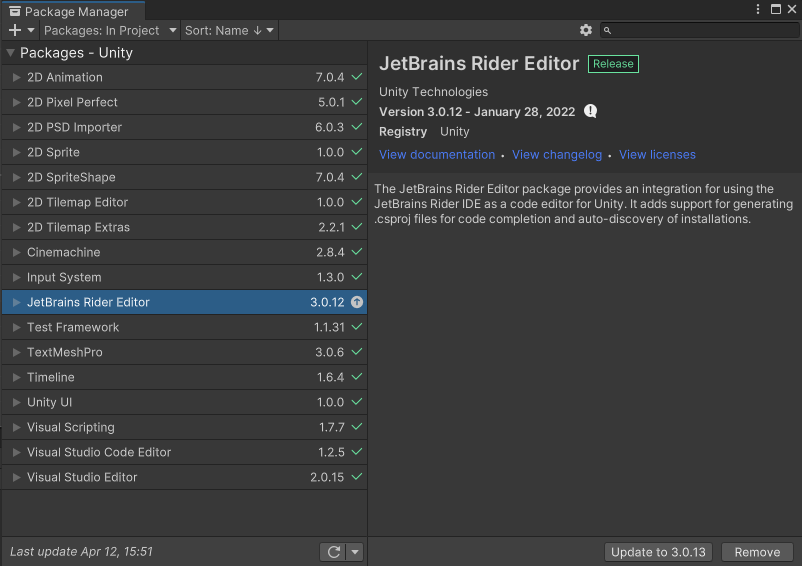 Package Manager
Packages: In Project Sort: Name ↓
Packages - Unity
2D Animation 7.0.4
2D Pixel Perfect 5.0.1
2D PSD Importer 6.0.3
2D Sprite 1.0.0
2D SpriteShape 7.0.4
2D Tilemap Editor 1.0.0
2D Tilemap Extras 2.2.1
Cinemachine 2.8.4
Input System 1.3.0
JetBrains Rider Editor 3.0.12
Test Framework 1.1.31
TextMeshPro 3.0.6
Timeline 1.6.4
Unity UI 1.0.0
Visual Scripting 1.7.7
Visual Studio Code Editor 1.2.5
Visual Studio Editor 2.0.15
Last update Apr 12, 15:51
JetBrains Rider Editor Release
Unity Technologies
Version 3.0.12 - January 28, 2022
Registry Unity
View documentation • View changelog • View licenses
The JetBrains Rider Editor package provides an integration for using the
JetBrains Rider IDE as a code editor for Unity. It adds support for generating
.csproj files for code completion and auto-discovery of installations.
Update to 3.0.13 Remove